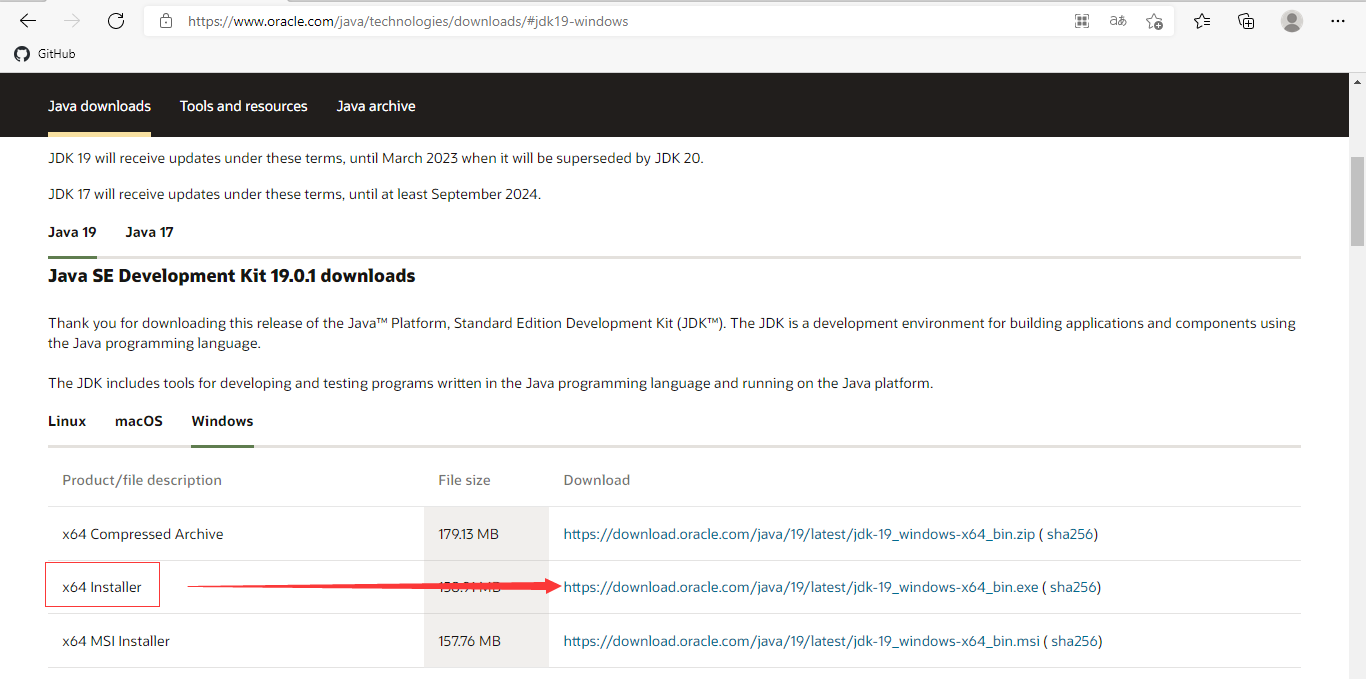 https://www.oracle.com/java/technologies/downloads/#jdk19-windows
GitHub
Java downloads Tools and resources Java archive
JDK 19 will receive updates under these terms, until March 2023 when it will be superseded by JDK 20.
JDK 17 will receive updates under these terms, until at least September 2024.
Java 19 Java 17
Java SE Development Kit 19.0.1 downloads
Thank you for downloading this release of the Java™ Platform, Standard Edition Development Kit (JDK™). The JDK is a development environment for building applications and components using
the Java programming language.
The JDK includes tools for developing and testing programs written in the Java programming language and running on the Java platform.
Linux macOS Windows
Product/file description File size Download
x64 Compressed Archive 179.13 MB https://download.oracle.com/java/19/latest/jdk-19_windows-x64_bin.zip ( sha256)
x64 Installer MB https://download.oracle.com/java/19/latest/jdk-19_windows-x64_bin.exe ( sha256)
x64 MSI Installer 157.76 MB https://download.oracle.com/java/19/latest/jdk-19_windows-x64_bin.msi ( sha256)